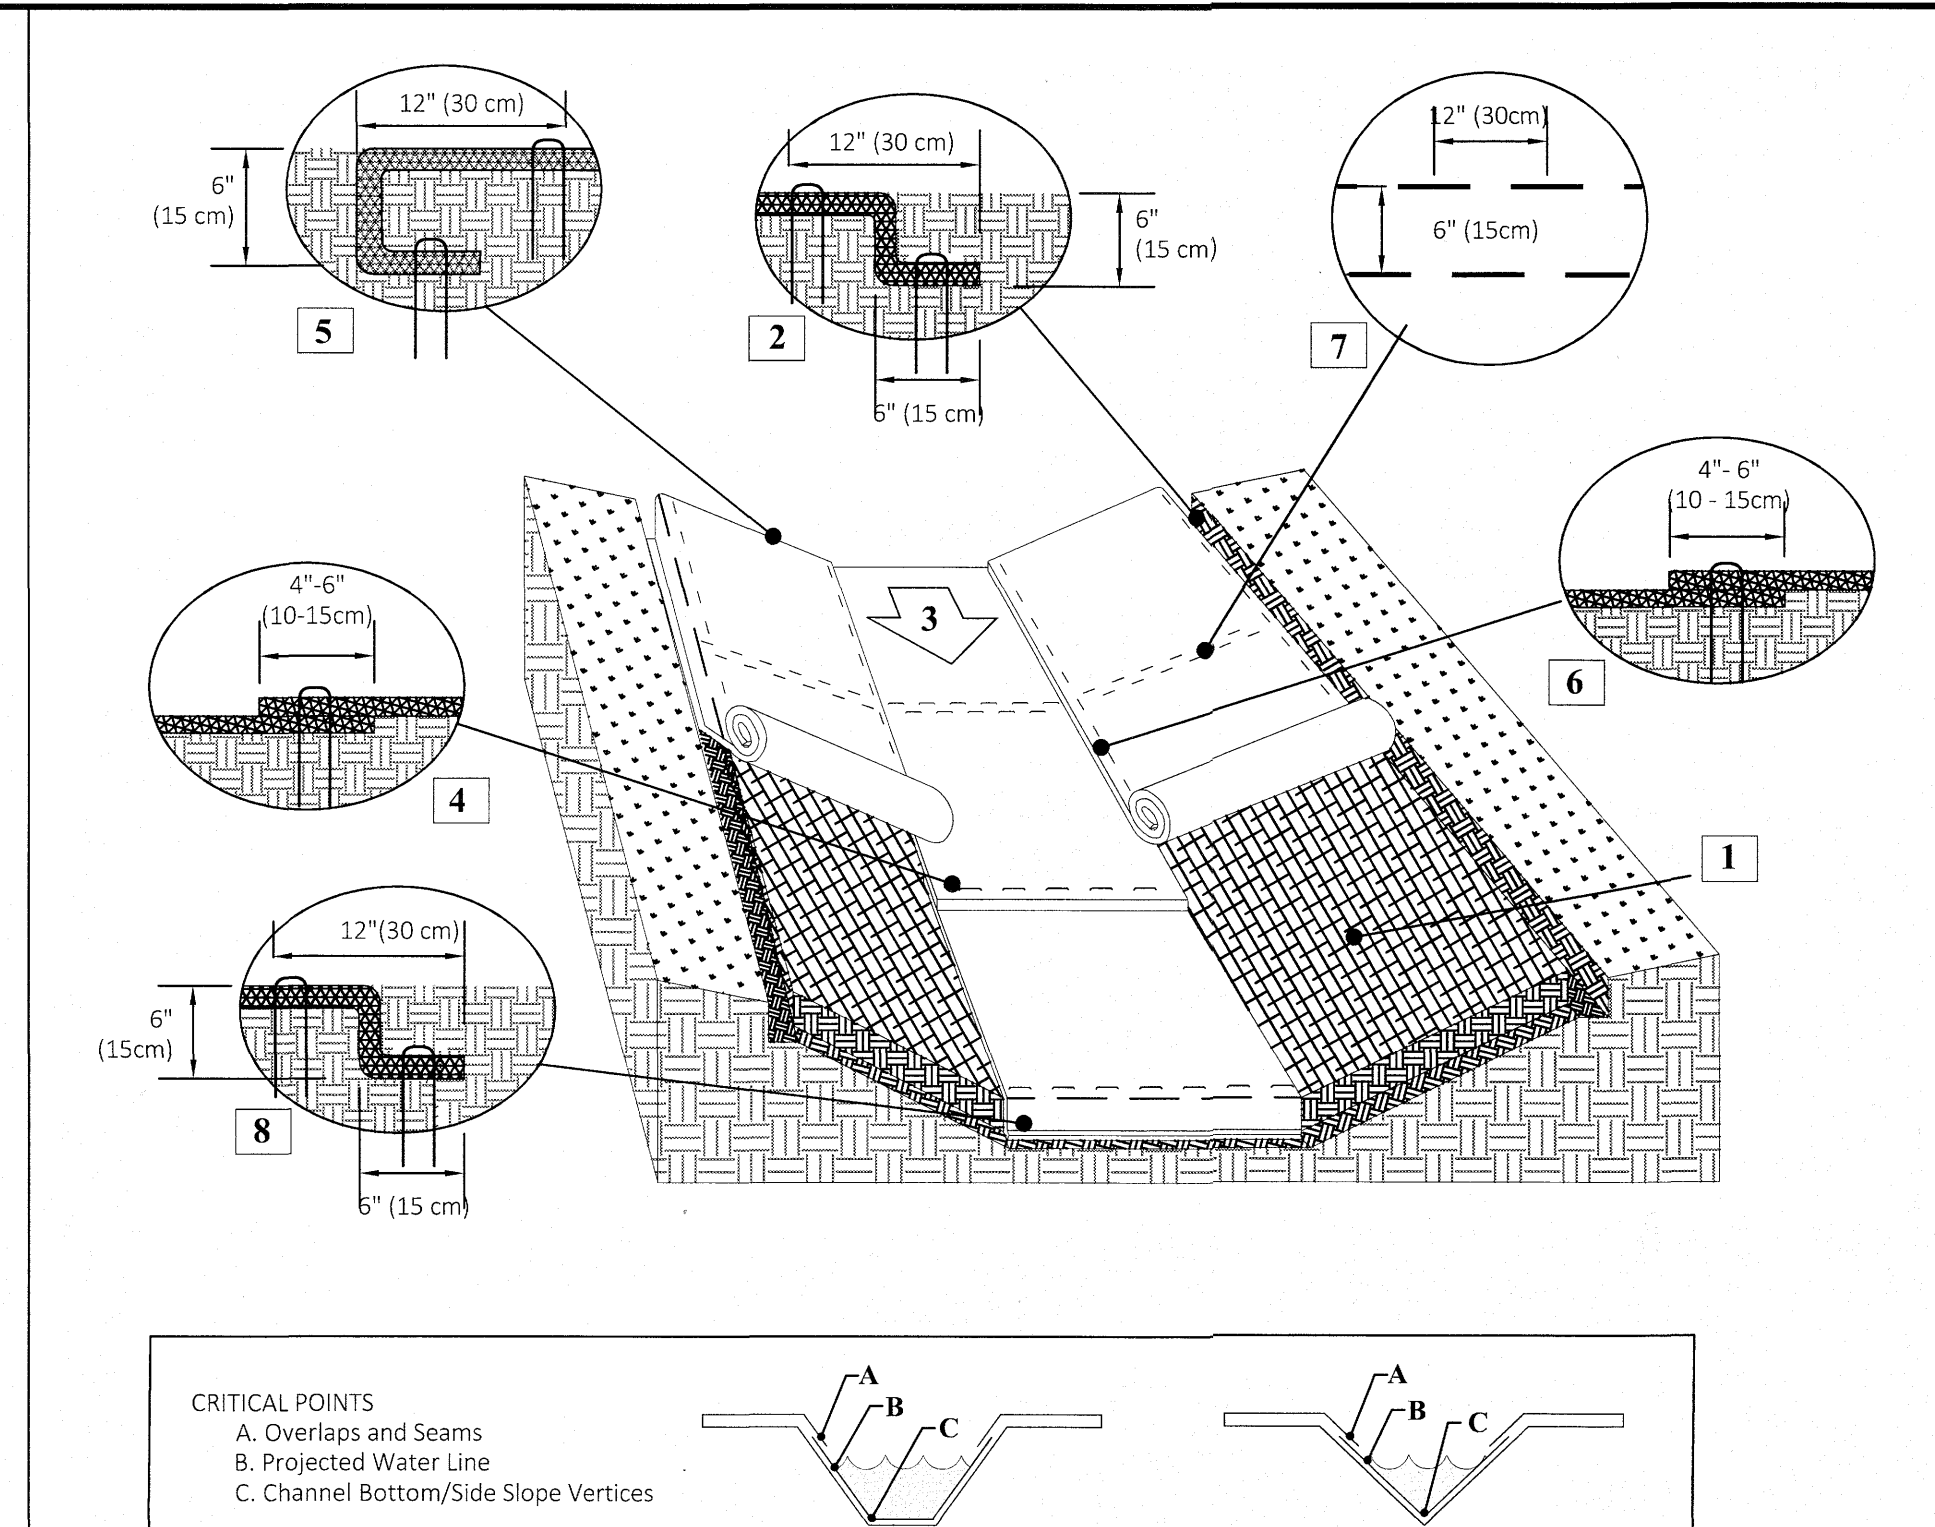 12" (30 cm)
6"
(15 cm)
5
12" (30 cm)
6"
(15 cm)
2
6" (15 cm)
12" (30cm)
6" (15cm)
7
4"- 6"
(10 - 15cm)
6
3
4"-6"
(10-15cm)
4
1
12"(30 cm)
6"
(15cm)
8
6" (15 cm)
CRITICAL POINTS
A. Overlaps and Seams
B. Projected Water Line
C. Channel Bottom/Side Slope Vertices
A
B
C
A
B
C